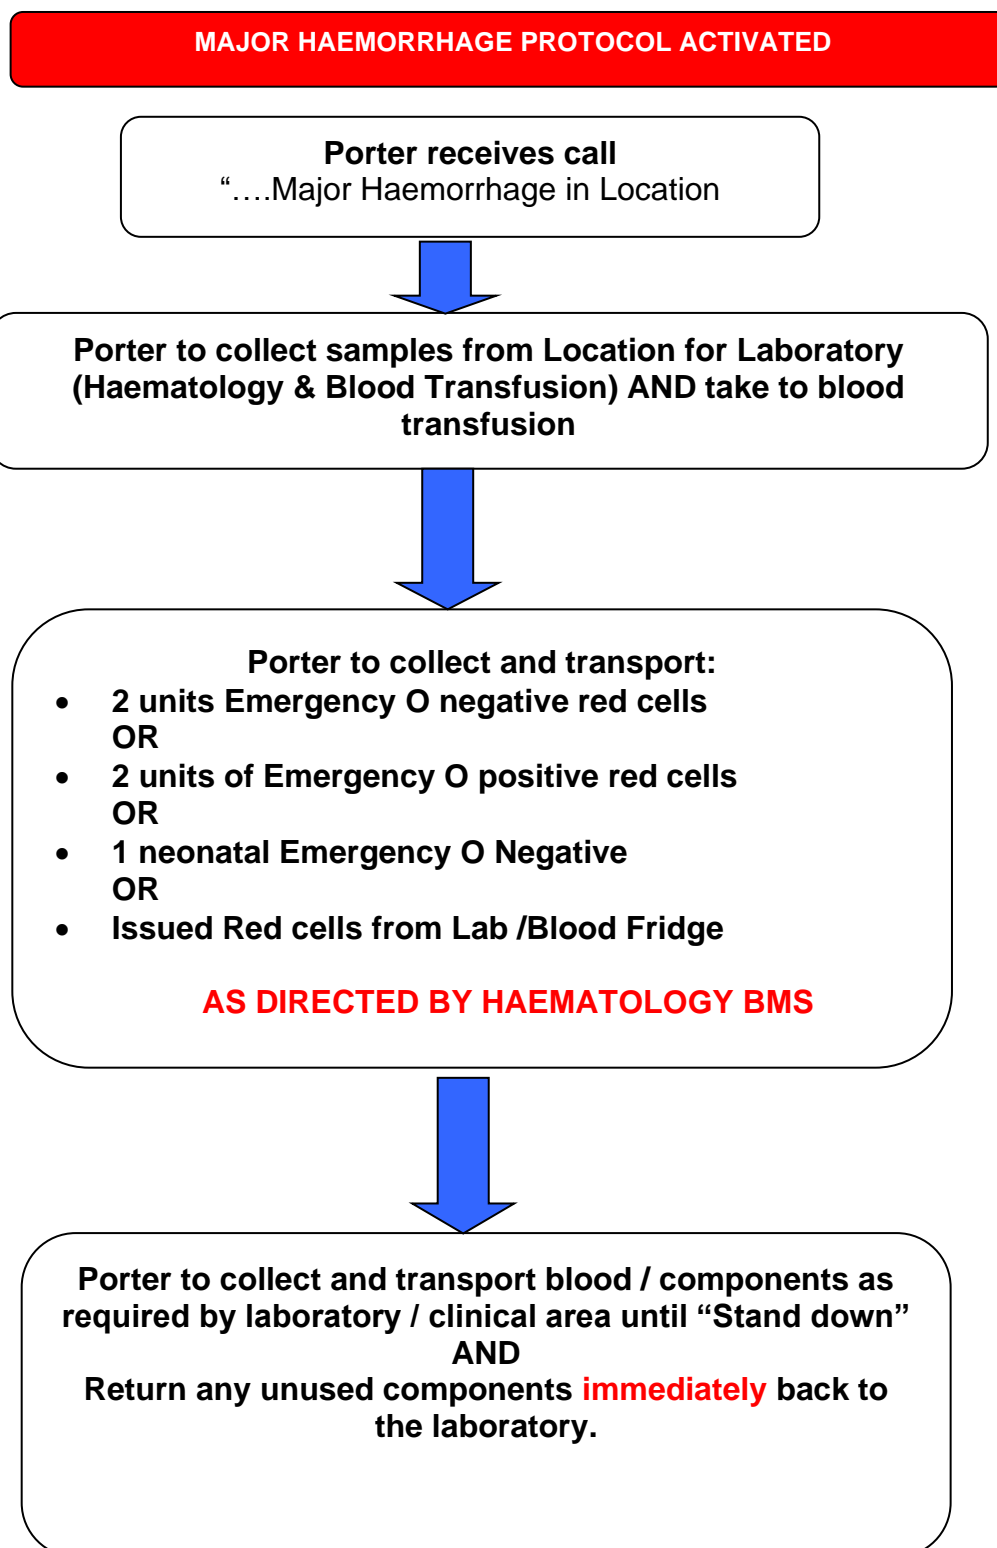 MAJOR HAEMORRHAGE PROTOCOL ACTIVATED
Porter receives call
“….Major Haemorrhage in Location
Porter to collect samples from Location for Laboratory
(Haematology & Blood Transfusion) AND take to blood
transfusion
Porter to collect and transport:
• 2 units Emergency O negative red cells
OR
• 2 units of Emergency O positive red cells
OR
• 1 neonatal Emergency O Negative
OR
• Issued Red cells from Lab /Blood Fridge
AS DIRECTED BY HAEMATOLOGY BMS
Porter to collect and transport blood / components as
required by laboratory / clinical area until “Stand down”
AND
Return any unused components immediately back to
the laboratory.